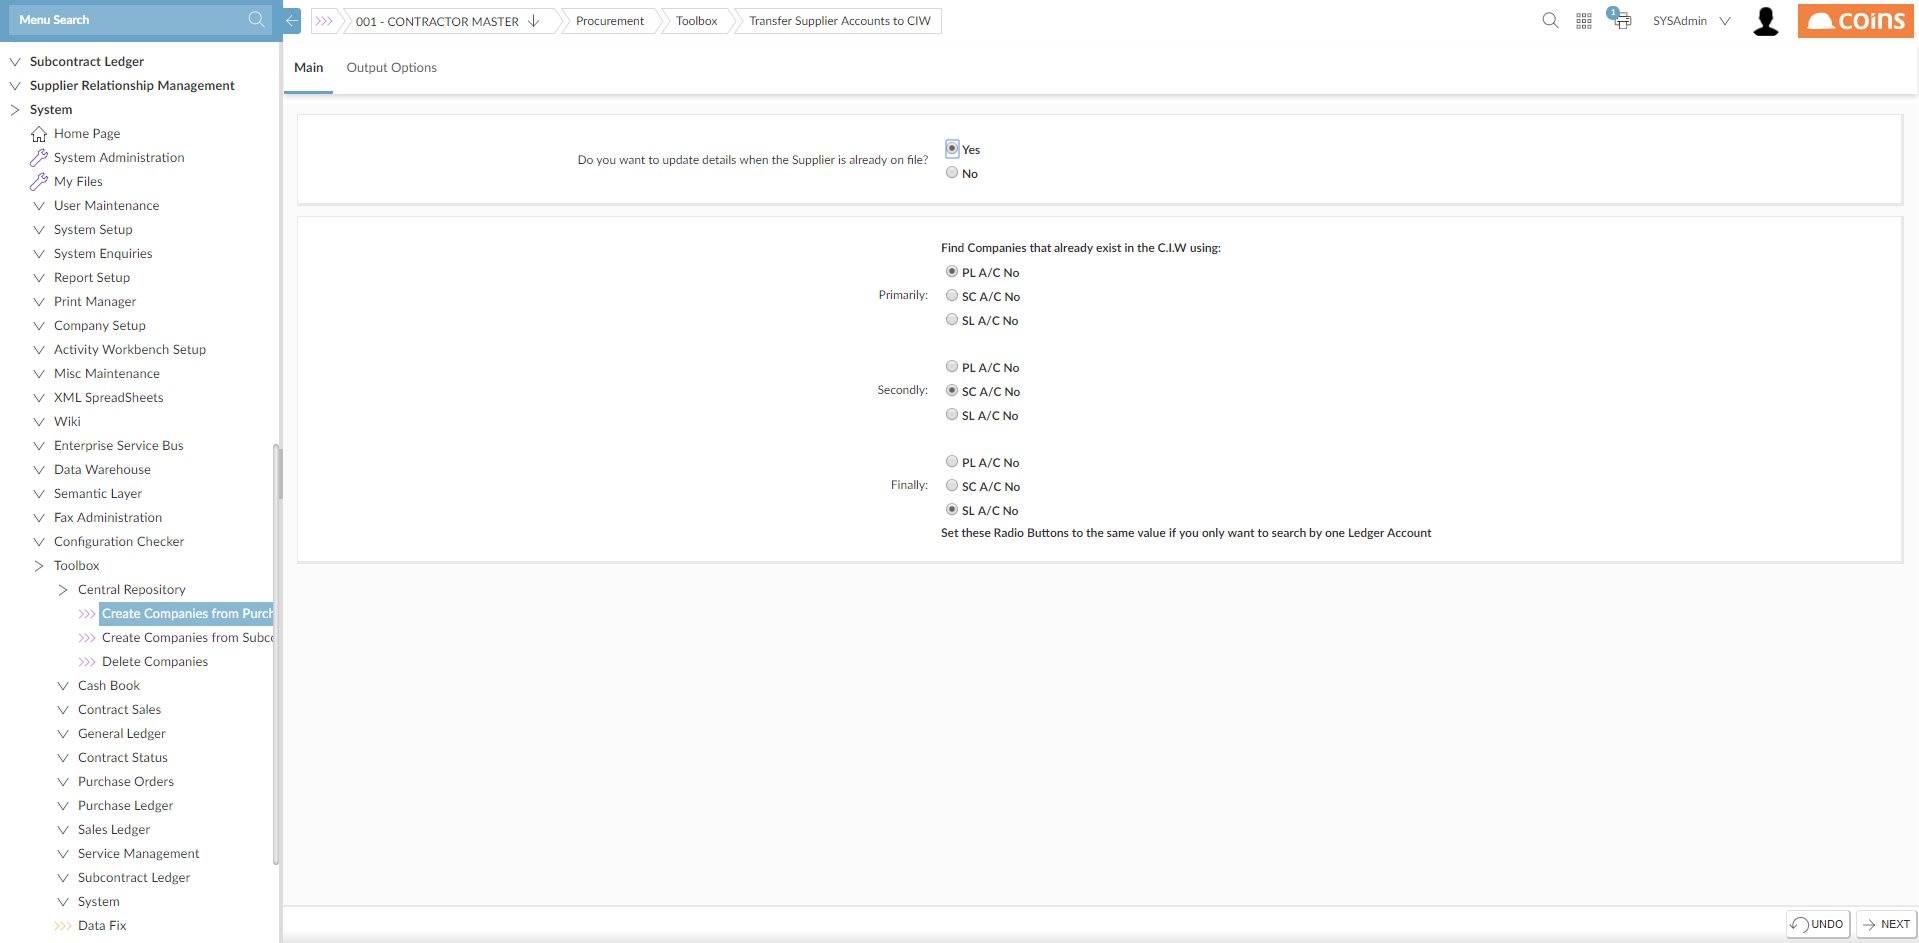 Menu Search
001 - CONTRACTOR MASTER
Procurement
Toolbox
Transfer Supplier Accounts to CIW
1
SYSAdmin
coins
Main
Output Options
Subcontract Ledger
Supplier Relationship Management
System
Home Page
System Administration
My Files
User Maintenance
System Setup
System Enquiries
Report Setup
Print Manager
Company Setup
Activity Workbench Setup
Misc Maintenance
XML SpreadSheets
Wiki
Enterprise Service Bus
Data Warehouse
Semantic Layer
Fax Administration
Configuration Checker
Toolbox
Central Repository
Create Companies from Purch
Create Companies from Subco
Delete Companies
Cash Book
Contract Sales
General Ledger
Contract Status
Purchase Orders
Purchase Ledger
Sales Ledger
Service Management
Subcontract Ledger
System
Data Fix
Do you want to update details when the Supplier is already on file?
Yes
No
Find Companies that already exist in the C.I.W using:
Primarily:
PL A/C No
SC A/C No
SL A/C No
Secondly:
PL A/C No
SC A/C No
SL A/C No
Finally:
PL A/C No
SC A/C No
SL A/C No
Set these Radio Buttons to the same value if you only want to search by one Ledger Account
UNDO
NEXT